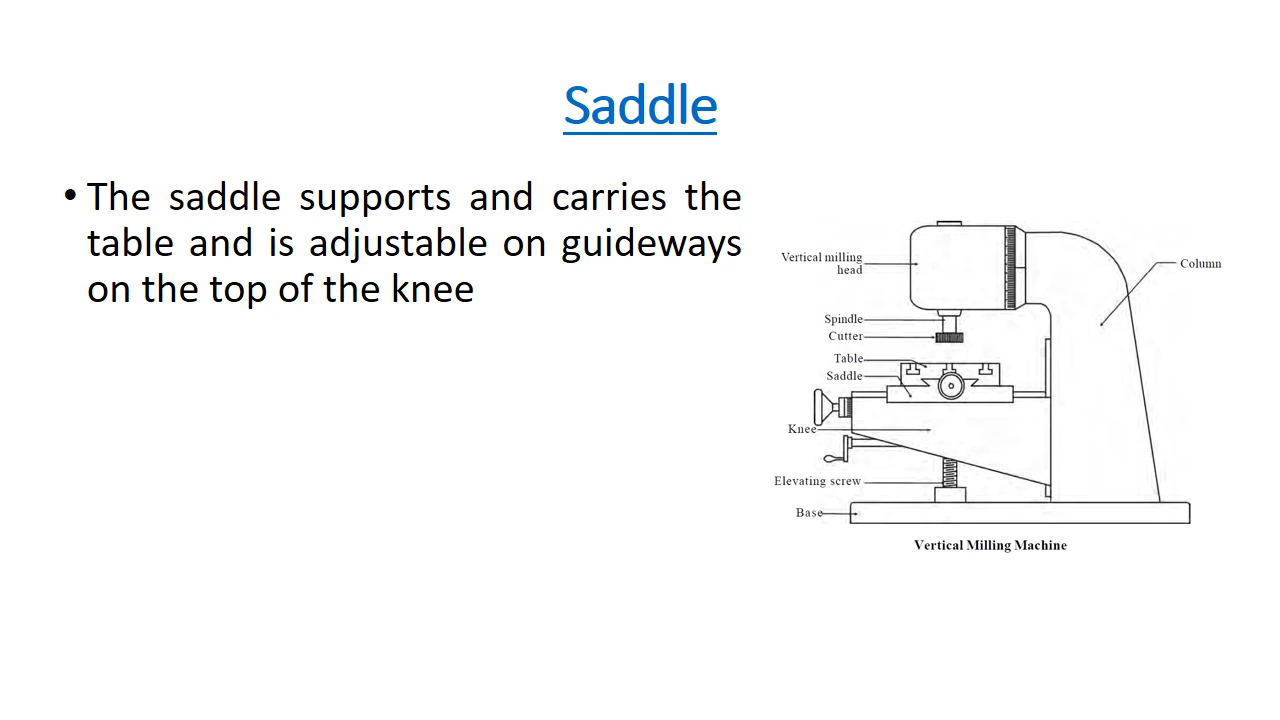 Saddle
• The saddle supports and carries the
table and is adjustable on guideways
on the top of the knee
Vertical milling
head
Column
Spindle
Cutter
Table
Saddle
Knee
Elevating screw
Base
Vertical Milling Machine